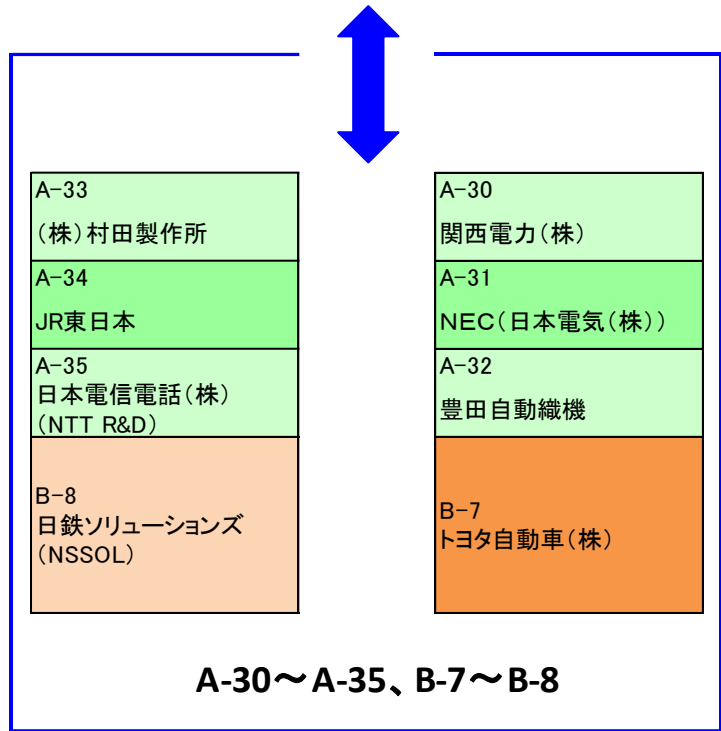 A-33
(株)村田製作所
A-34
JR東日本
A-35
日本電信電話(株)
(NTT R&D)
B-8
日鉄ソリューションズ
(NSSOL)
A-30
関西電力(株)
A-31
NEC(日本電気(株))
A-32
豊田自動織機
B-7
トヨタ自動車(株)
A-30～A-35、B-7～B-8